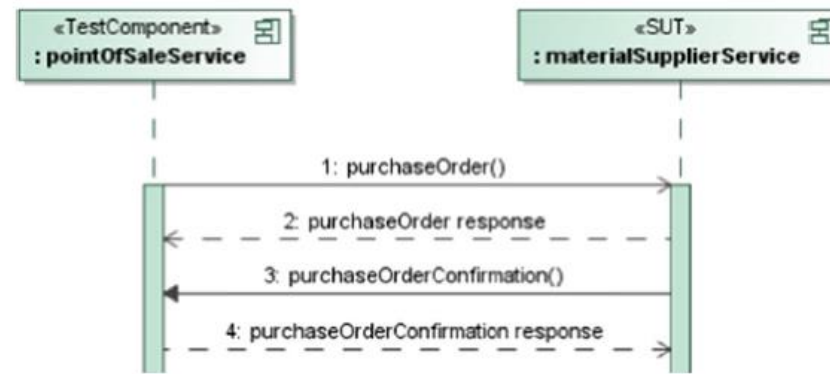 «TestComponent»
: pointOfSaleService
«SUT»
: materialSupplierService
1: purchaseOrder()
2: purchaseOrder response
3: purchaseOrderConfirmation()
4: purchaseOrderConfirmation response